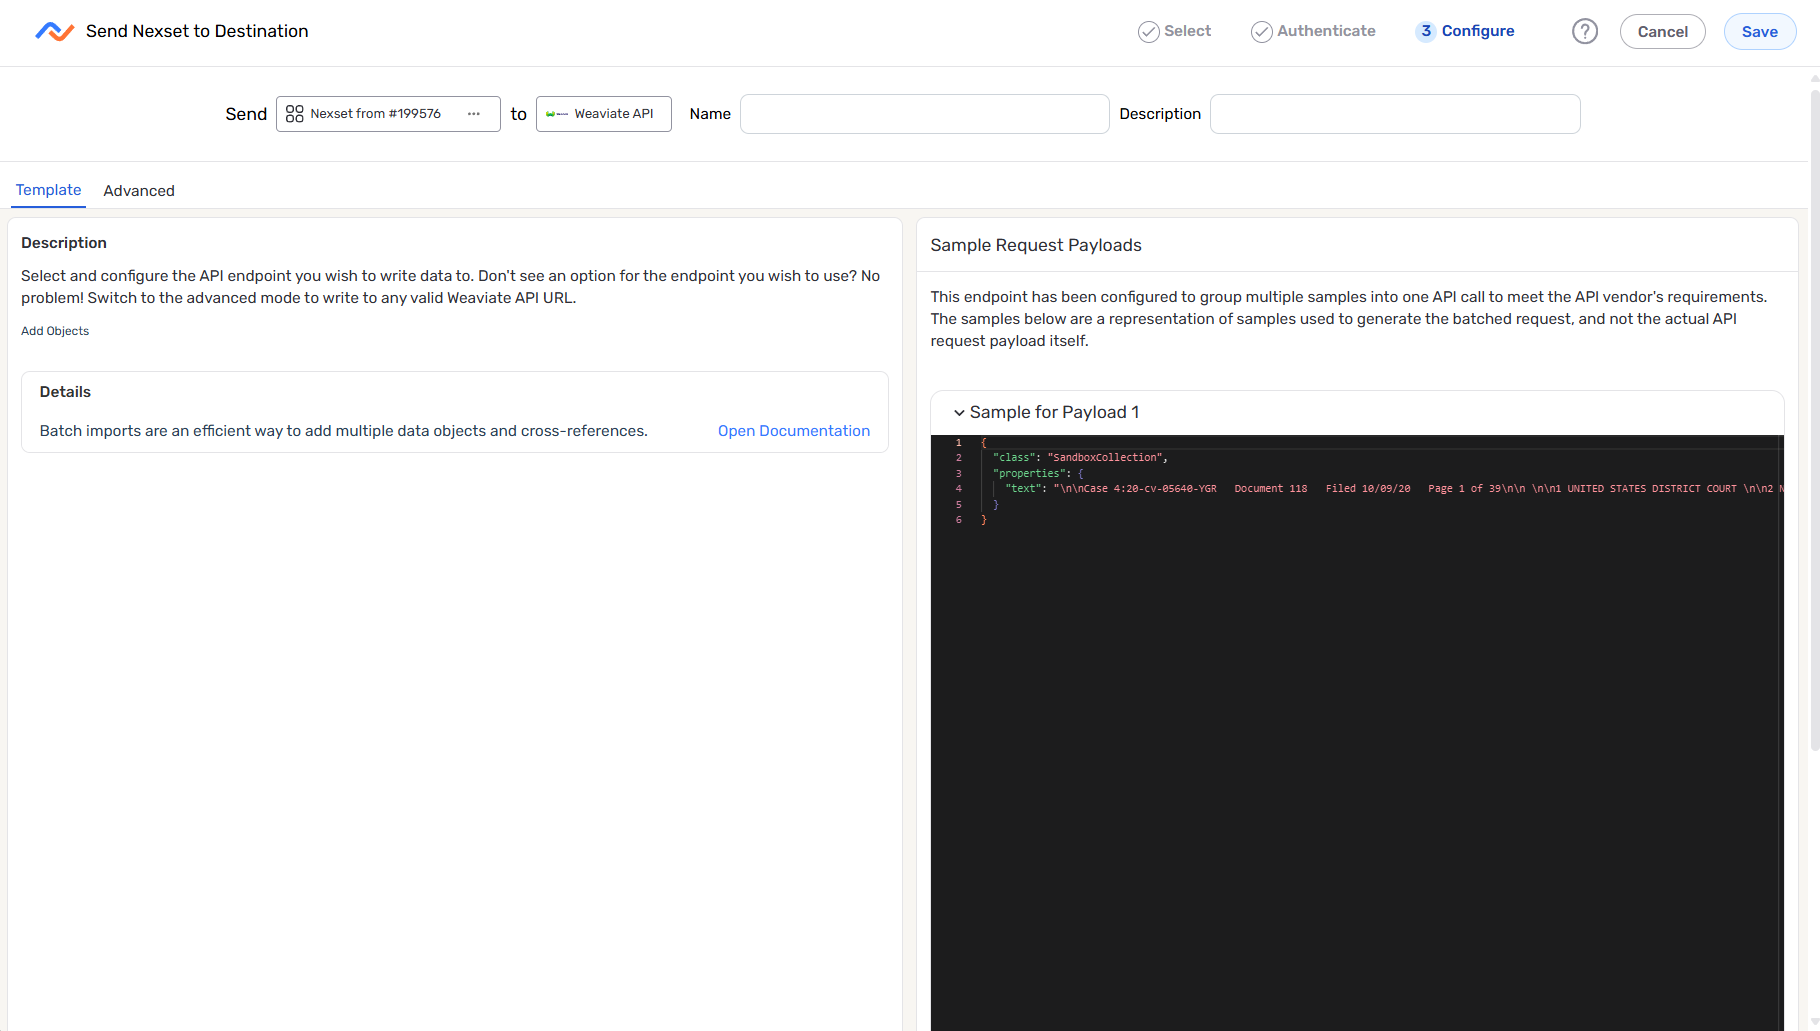 Send Nexset to Destination
Select
Authenticate
3 Configure
?
Cancel
Save
Send
Nexset from #199576
...
to
Weaviate API
Name
Description
Template
Advanced
Description
Select and configure the API endpoint you wish to write data to. Don't see an option for the endpoint you wish to use? No
problem! Switch to the advanced mode to write to any valid Weaviate API URL.
Add Objects
Details
Batch imports are an efficient way to add multiple data objects and cross-references.
Open Documentation
Sample Request Payloads
This endpoint has been configured to group multiple samples into one API call to meet the API vendor's requirements.
The samples below are a representation of samples used to generate the batched request, and not the actual API
request payload itself.
Sample for Payload 1
1 {
2 "class": "SandboxCollection",
3 "properties": {
4 "text": "\n\nCase 4:20-cv-05640-YGR   Document 118   Filed 10/09/20   Page 1 of 39\n\n \n\n1 UNITED STATES DISTRICT COURT \n\n2 N
5 }
6 }